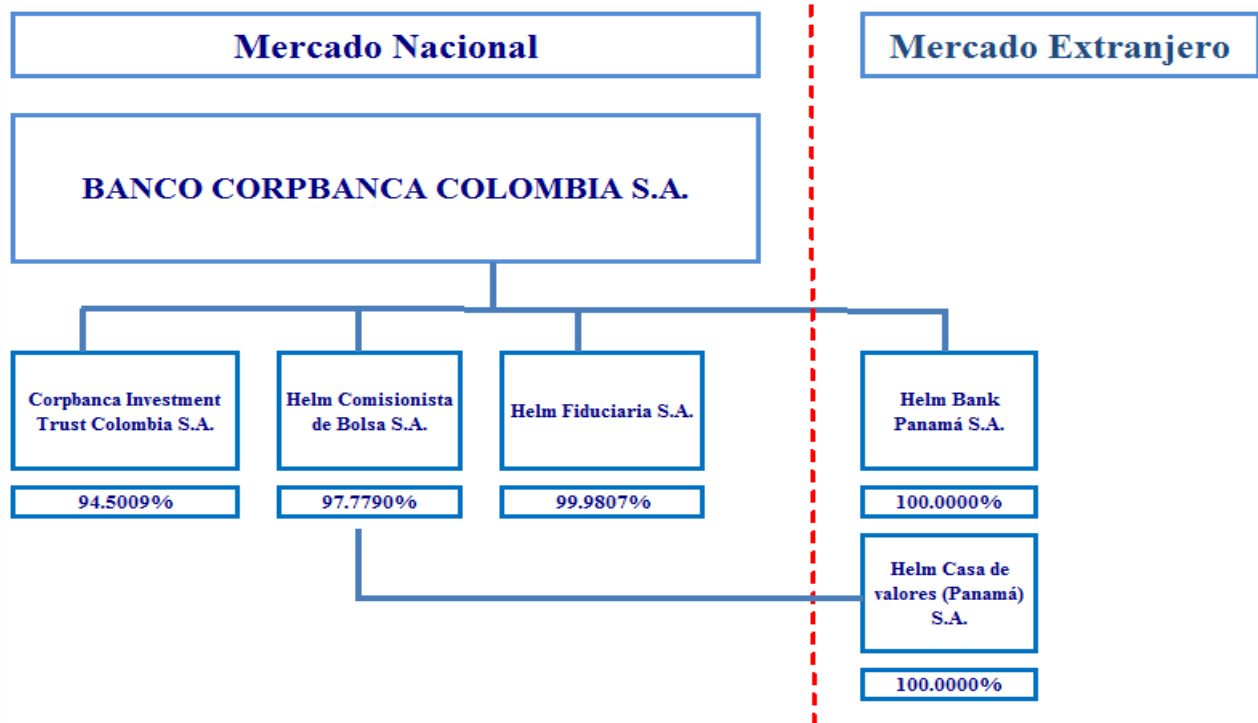 Mercado Nacional
Mercado Extranjero
BANCO CORPBANCA COLOMBIA S.A.
Corpbanca Investment
Trust Colombia S.A.
94.5009%
Helm Comisionista
de Bolsa S.A.
97.7790%
Helm Fiduciaria S.A.
99.9807%
Helm Bank
Panamá S.A.
100.0000%
Helm Casa de
valores (Panamá)
S.A.
100.0000%